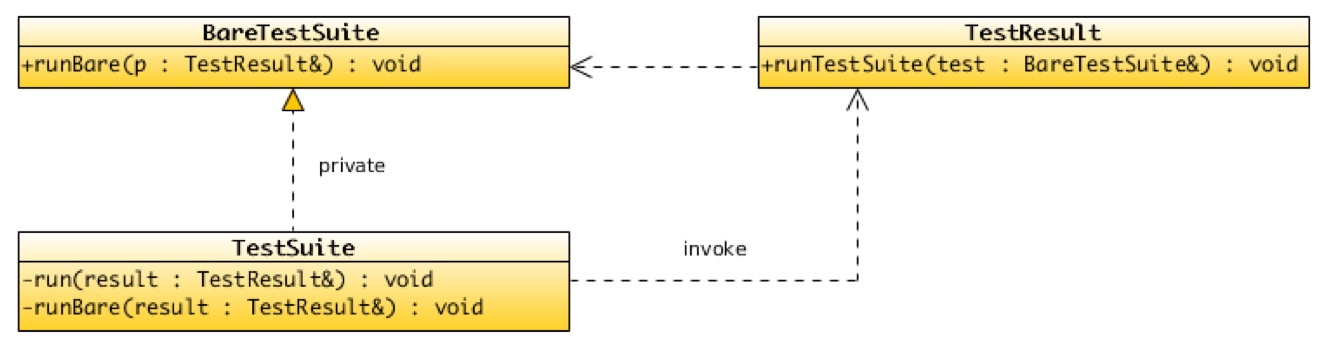 BareTestSuite
+runBare(p : TestResult&) : void
TestResult
+runTestSuite(test : BareTestSuite&) : void
private
TestSuite
-run(result : TestResult&) : void
-runBare(result : TestResult&) : void
invoke